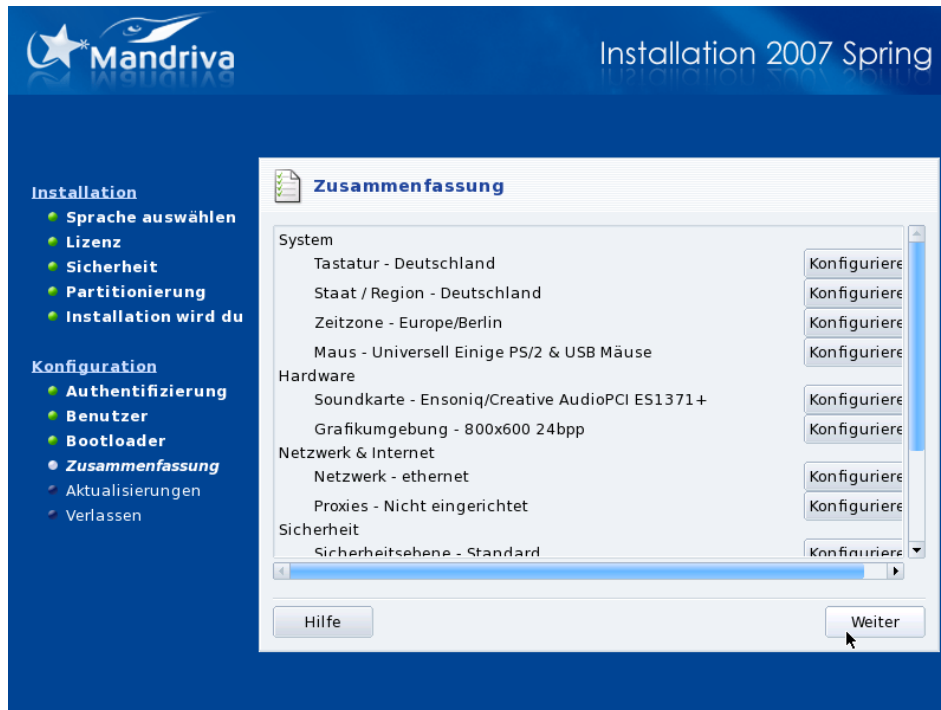 Mandriva
Installation 2007 Spring
Installation
Sprache auswählen
Lizenz
Sicherheit
Partitionierung
Installation wird du
Konfiguration
Authentifizierung
Benutzer
Bootloader
Zusammenfassung
Aktualisierungen
Verlassen
Zusammenfassung
System
Tastatur - Deutschland Konfiguriere
Staat / Region - Deutschland Konfiguriere
Zeitzone - Europe/Berlin Konfiguriere
Maus - Universell Einige PS/2 & USB Mäuse Konfiguriere
Hardware
Soundkarte - Ensoniq/Creative AudioPCI ES1371+ Konfiguriere
Grafikumgebung - 800x600 24bpp Konfiguriere
Netzwerk & Internet
Netzwerk - ethernet Konfiguriere
Proxies - Nicht eingerichtet Konfiguriere
Sicherheit
Sicherheitsebene - Standard Konfiguriere
Hilfe Weiter